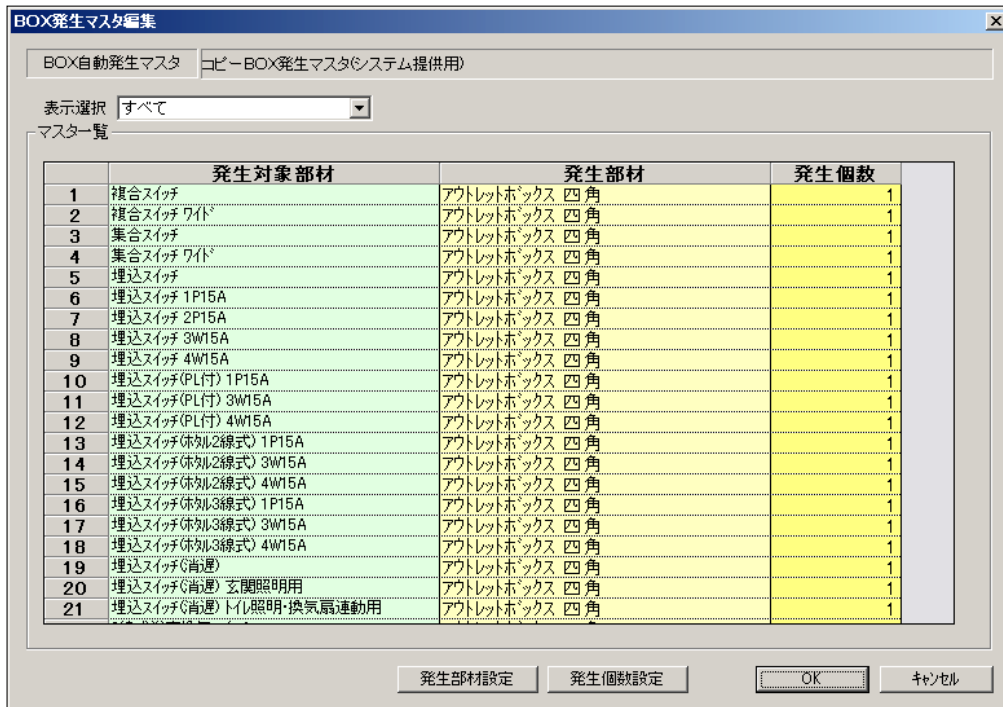 BOX発生マスタ編集
BOX自動発生マスタ コピーBOX発生マスタ(システム提供用)
表示選択 すべて
マスタ一覧
発生対象部材 発生部材 発生個数
1 複合スイッチ アウトレットボックス 四角 1
2 複合スイッチ ワイド アウトレットボックス 四角 1
3 集合スイッチ アウトレットボックス 四角 1
4 集合スイッチ ワイド アウトレットボックス 四角 1
5 埋込スイッチ アウトレットボックス 四角 1
6 埋込スイッチ 1P15A アウトレットボックス 四角 1
7 埋込スイッチ 2P15A アウトレットボックス 四角 1
8 埋込スイッチ 3W15A アウトレットボックス 四角 1
9 埋込スイッチ 4W15A アウトレットボックス 四角 1
10 埋込スイッチ(PL付) 1P15A アウトレットボックス 四角 1
11 埋込スイッチ(PL付) 3W15A アウトレットボックス 四角 1
12 埋込スイッチ(PL付) 4W15A アウトレットボックス 四角 1
13 埋込スイッチ(ホタル2線式) 1P15A アウトレットボックス 四角 1
14 埋込スイッチ(ホタル2線式) 3W15A アウトレットボックス 四角 1
15 埋込スイッチ(ホタル2線式) 4W15A アウトレットボックス 四角 1
16 埋込スイッチ(ホタル3線式) 1P15A アウトレットボックス 四角 1
17 埋込スイッチ(ホタル3線式) 3W15A アウトレットボックス 四角 1
18 埋込スイッチ(ホタル3線式) 4W15A アウトレットボックス 四角 1
19 埋込スイッチ(消遅) アウトレットボックス 四角 1
20 埋込スイッチ(消遅) 玄関照明用 アウトレットボックス 四角 1
21 埋込スイッチ(消遅) トイレ照明・換気扇連動用 アウトレットボックス 四角 1
発生部材設定 発生個数設定 OK キャンセル